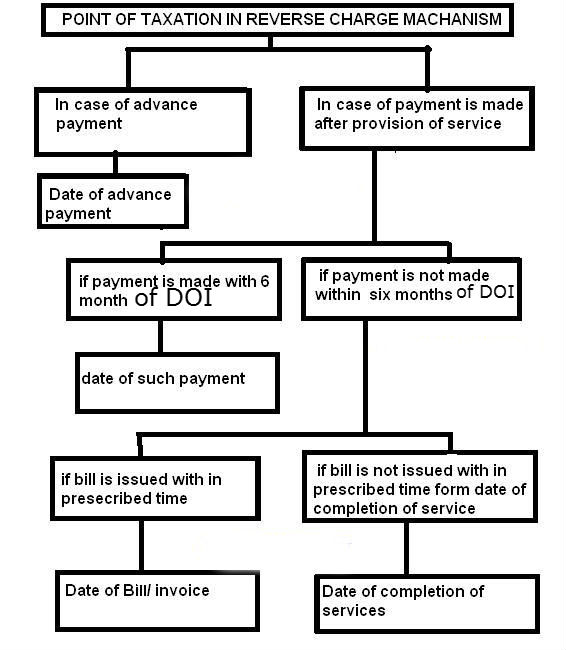 POINT OF TAXATION IN REVERSE CHARGE MACHANISM
In case of advance
payment
In case of payment is made
after provision of service
Date of advance
payment
if payment is made with 6
month of DOI
if payment is not made
within six months of DOI
date of such payment
if bill is issued with in
presecribed time
if bill is not issued with in
prescribed time form date of
completion of service
Date of Bill/ invoice
Date of completion of
services